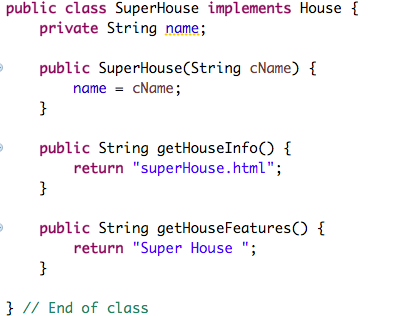 public class SuperHouse implements House {
    private String name;
    public SuperHouse(String cName) {
        name = cName;
    }
    public String getHouseInfo() {
        return "superHouse.html";
    }
    public String getHouseFeatures() {
        return "Super House ";
    }
} // End of class